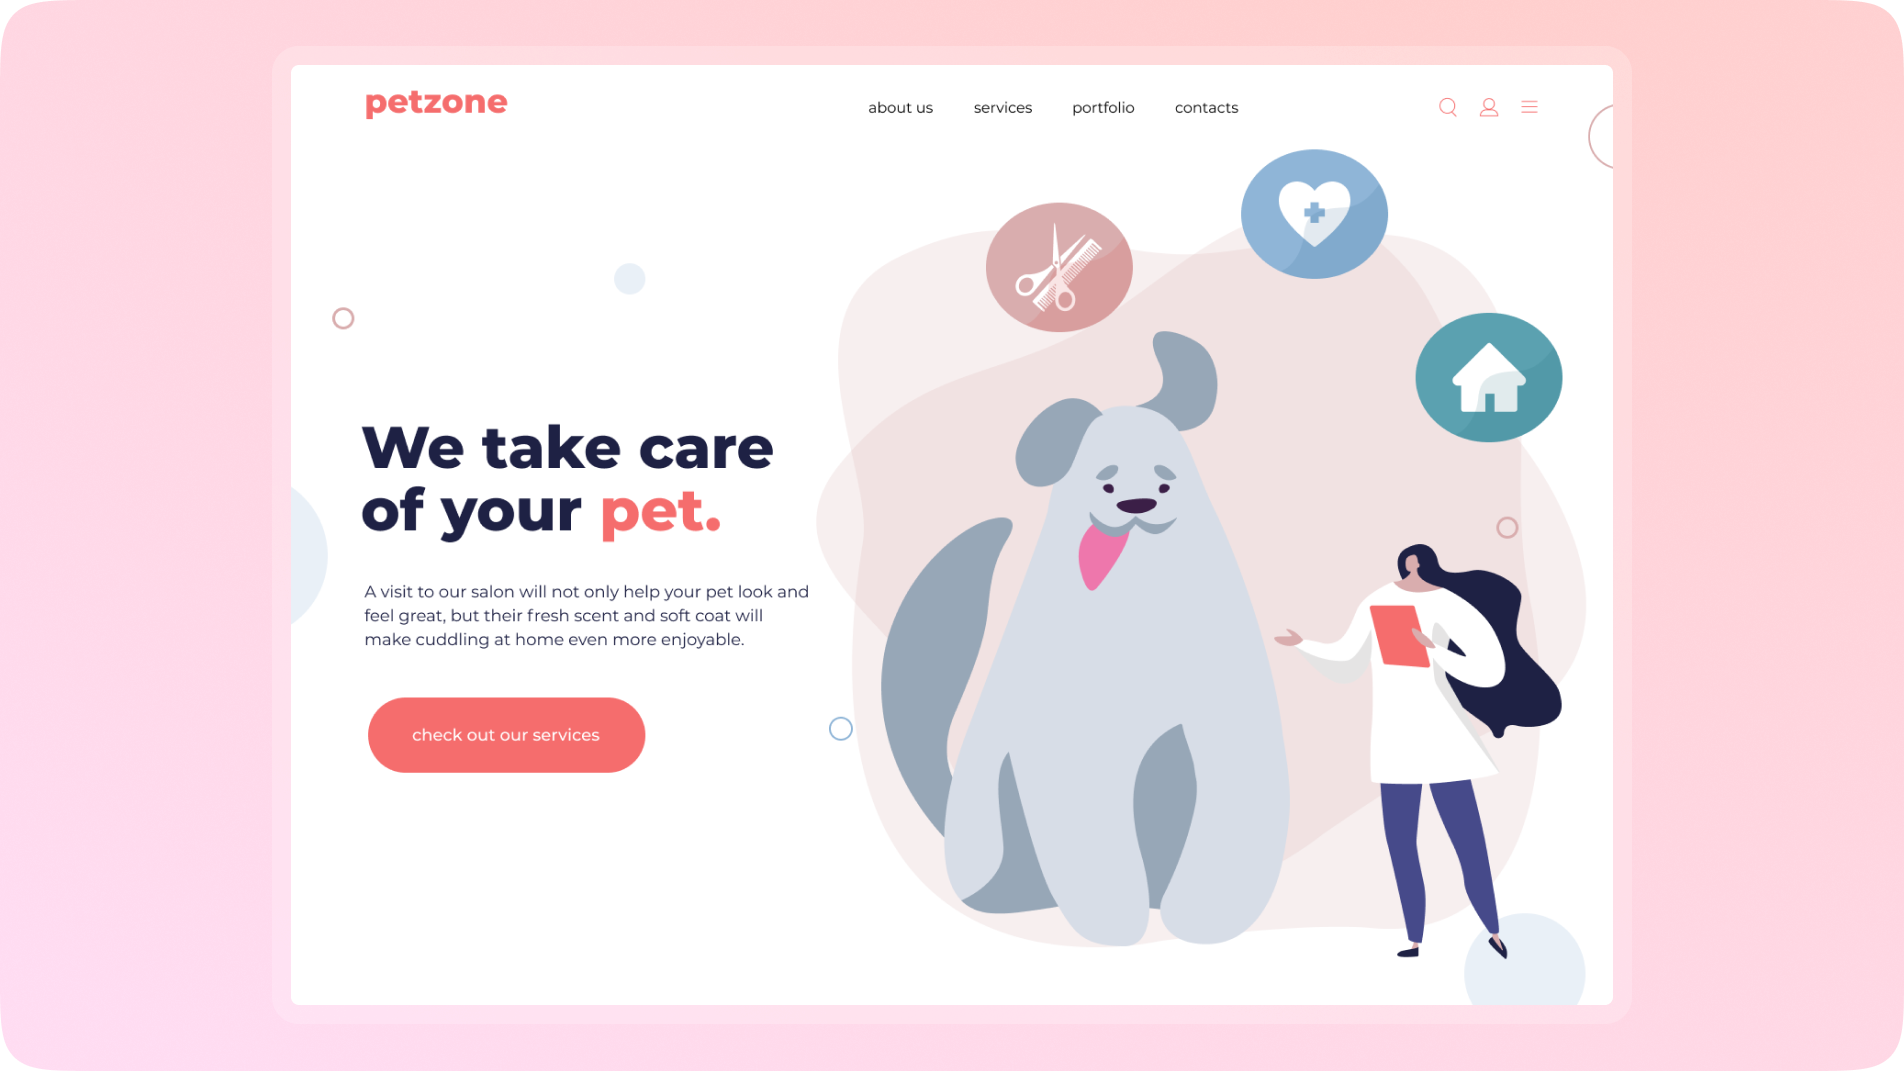 petzone
about us
services
portfolio
contacts
We take care
of your pet.
A visit to our salon will not only help your pet look and
feel great, but their fresh scent and soft coat will
make cuddling at home even more enjoyable.
check out our services